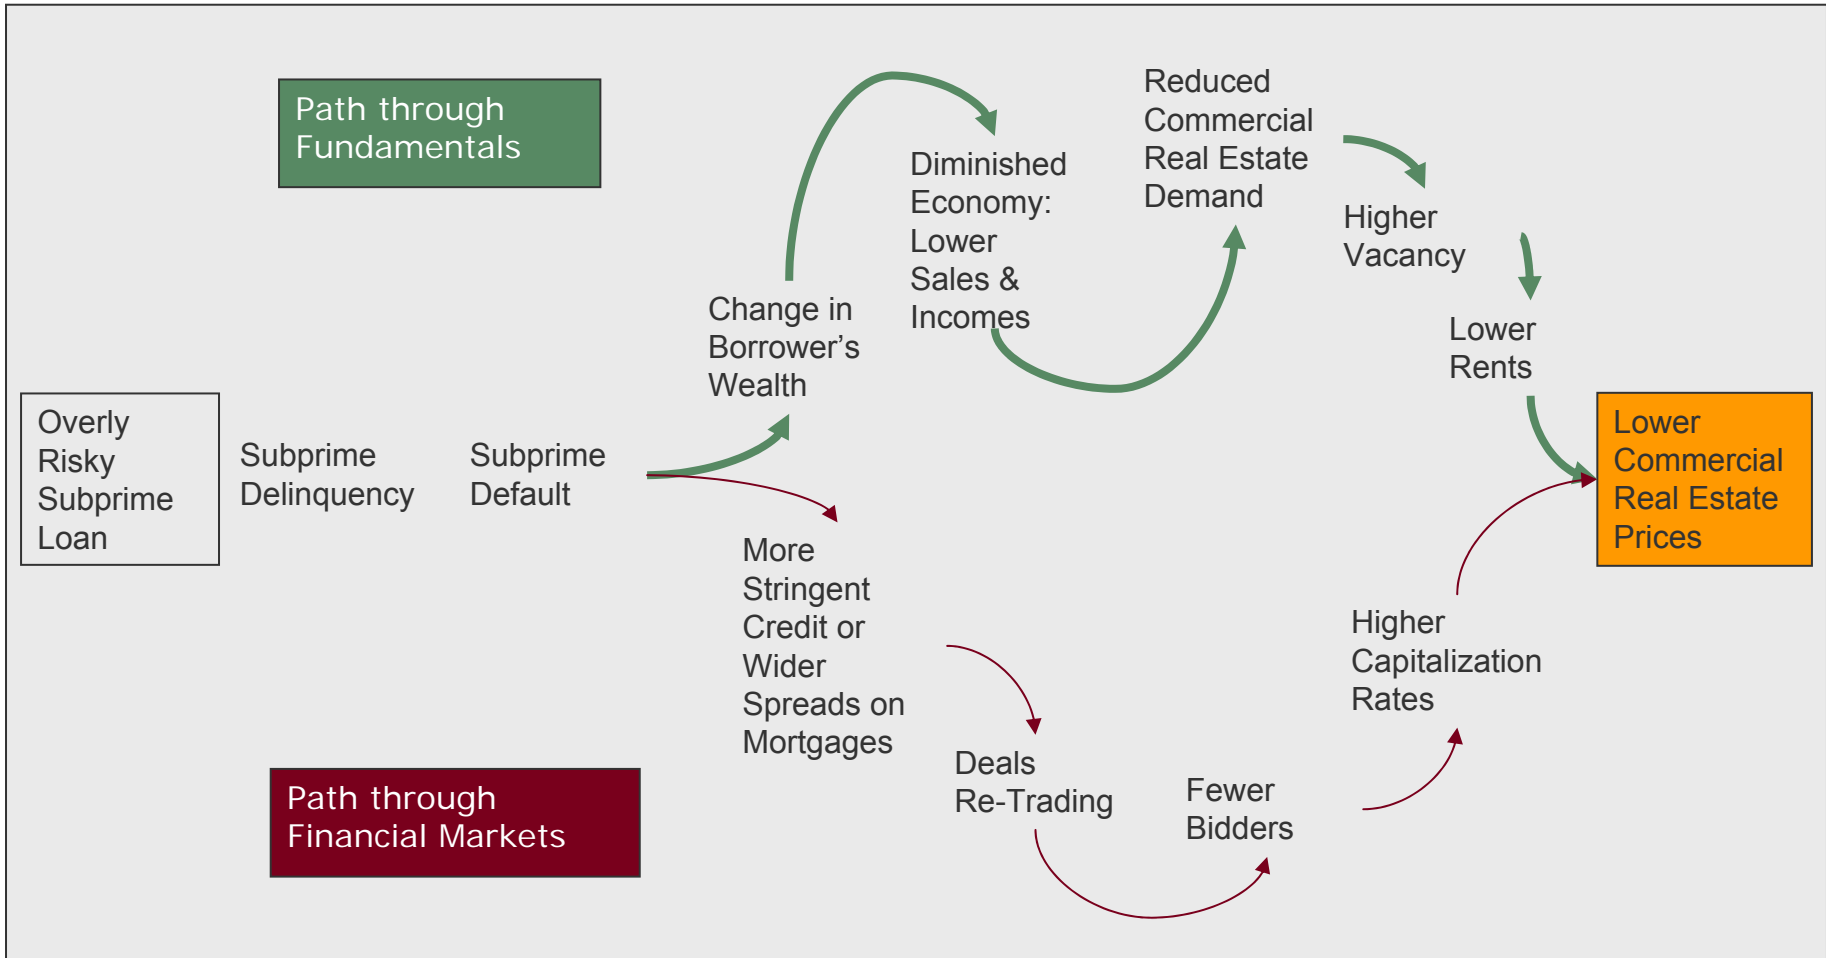 Path through
Fundamentals
Overly
Risky
Subprime
Loan
Subprime
Delinquency
Subprime
Default
Change in
Borrower’s
Wealth
Diminished
Economy:
Lower
Sales &
Incomes
Reduced
Commercial
Real Estate
Demand
Higher
Vacancy
Lower
Rents
Lower
Commercial
Real Estate
Prices
More
Stringent
Credit or
Wider
Spreads on
Mortgages
Deals
Re-Trading
Fewer
Bidders
Higher
Capitalization
Rates
Path through
Financial Markets